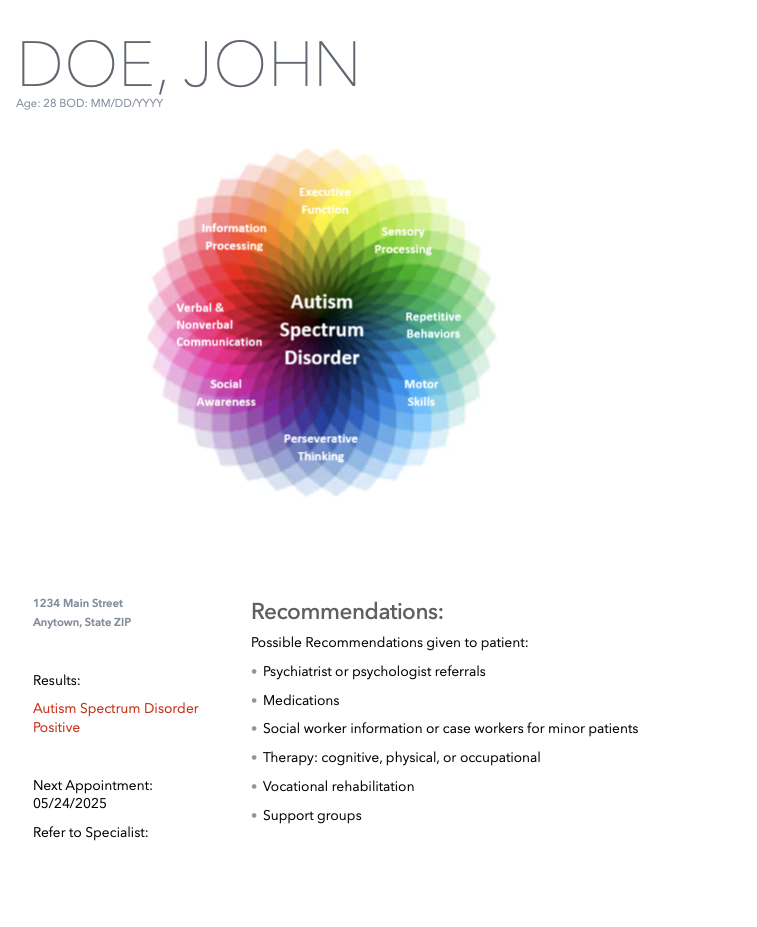 DOE, JOHN
Age: 28 BOD: MM/DD/YYYY
Executive
Function
Information
Processing
Sensory
Processing
Autism
Spectrum
Disorder
Verbal &
Nonverbal
Communication
Repetitive
Behaviors
Social
Awareness
Motor
Skills
Perseverative
Thinking
1234 Main Street
Anytown, State ZIP
Results:
Autism Spectrum Disorder
Positive
Next Appointment:
05/24/2025
Refer to Specialist:
Recommendations:
Possible Recommendations given to patient:
• Psychiatrist or psychologist referrals
• Medications
• Social worker information or case workers for minor patients
• Therapy: cognitive, physical, or occupational
• Vocational rehabilitation
• Support groups